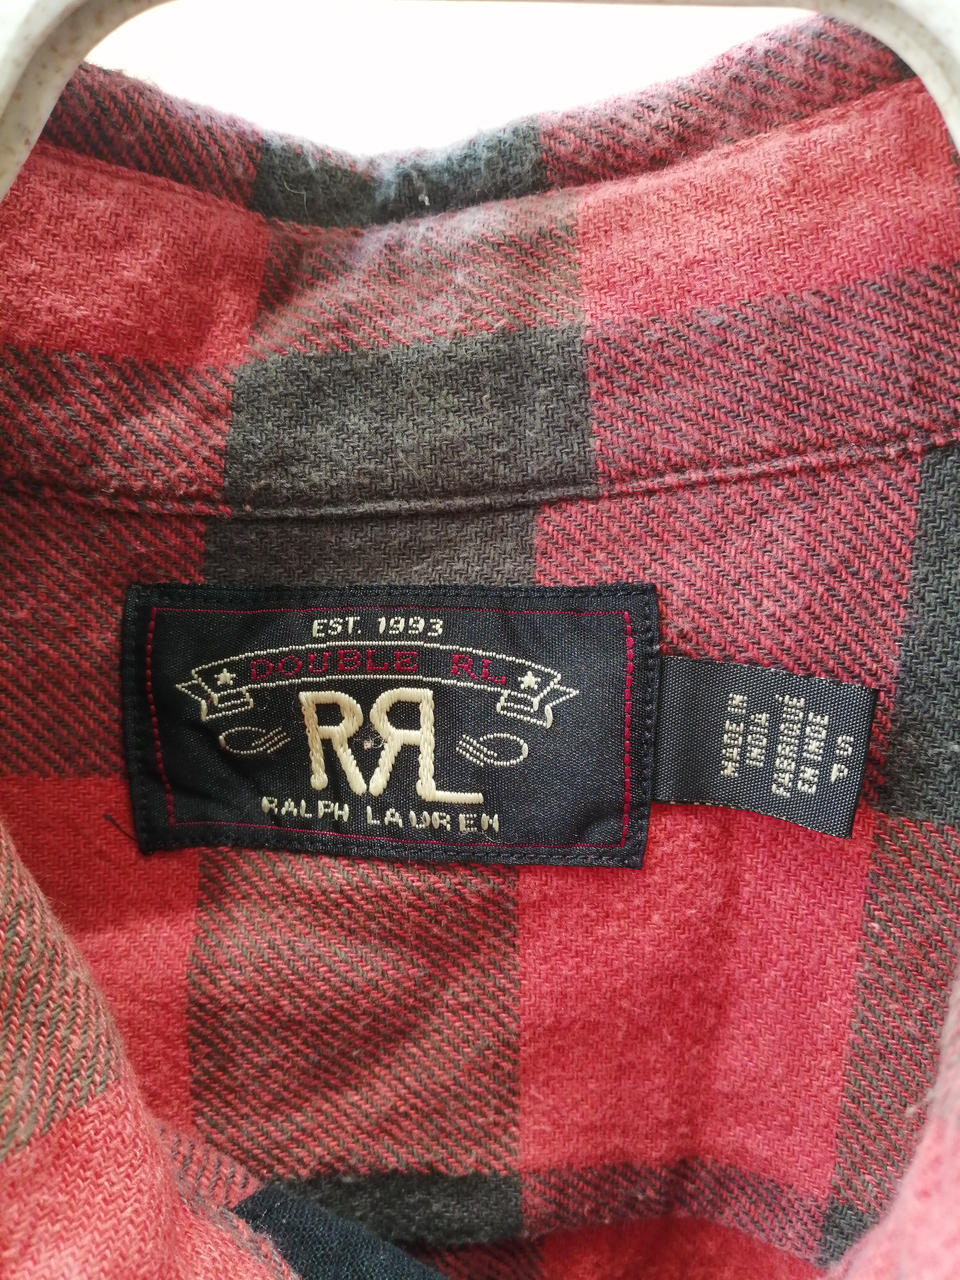 EST. 1993
DOUBLE RL
RRL
RALPH LAUREN
MADE IN
INDIA
FABRIQUÉ
EN INDE
S/S
P